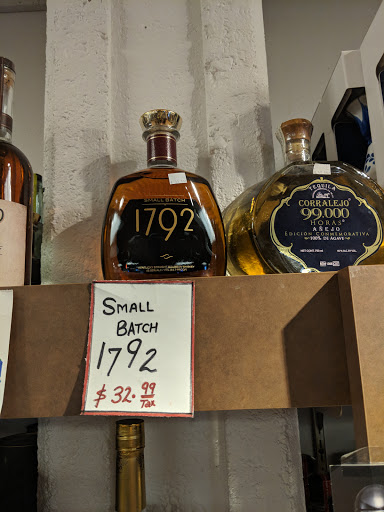 SMALL BATCH
1792
TEQUILA
CORRALEJO
99,000
HORAS
AÑEJO
EDICIÓN CONMEMORATIVA
100% DE AGAVE
SMALL
BATCH
1792
$ 32.99
TAX